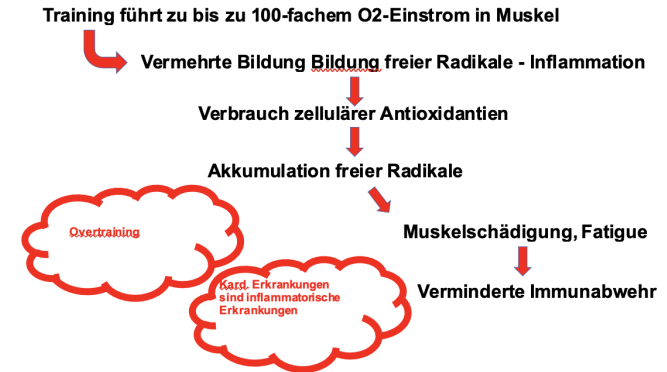 Training führt zu bis zu 100-fachem O2-Einstrom in Muskel
Vermehrte Bildung Bildung freier Radikale - Inflammation
Verbrauch zellulärer Antioxidantien
Akkumulation freier Radikale
Muskelschädigung, Fatigue
Verminderte Immunabwehr
Overtraining
Kard. Erkrankungen
sind inflammatorische
Erkrankungen